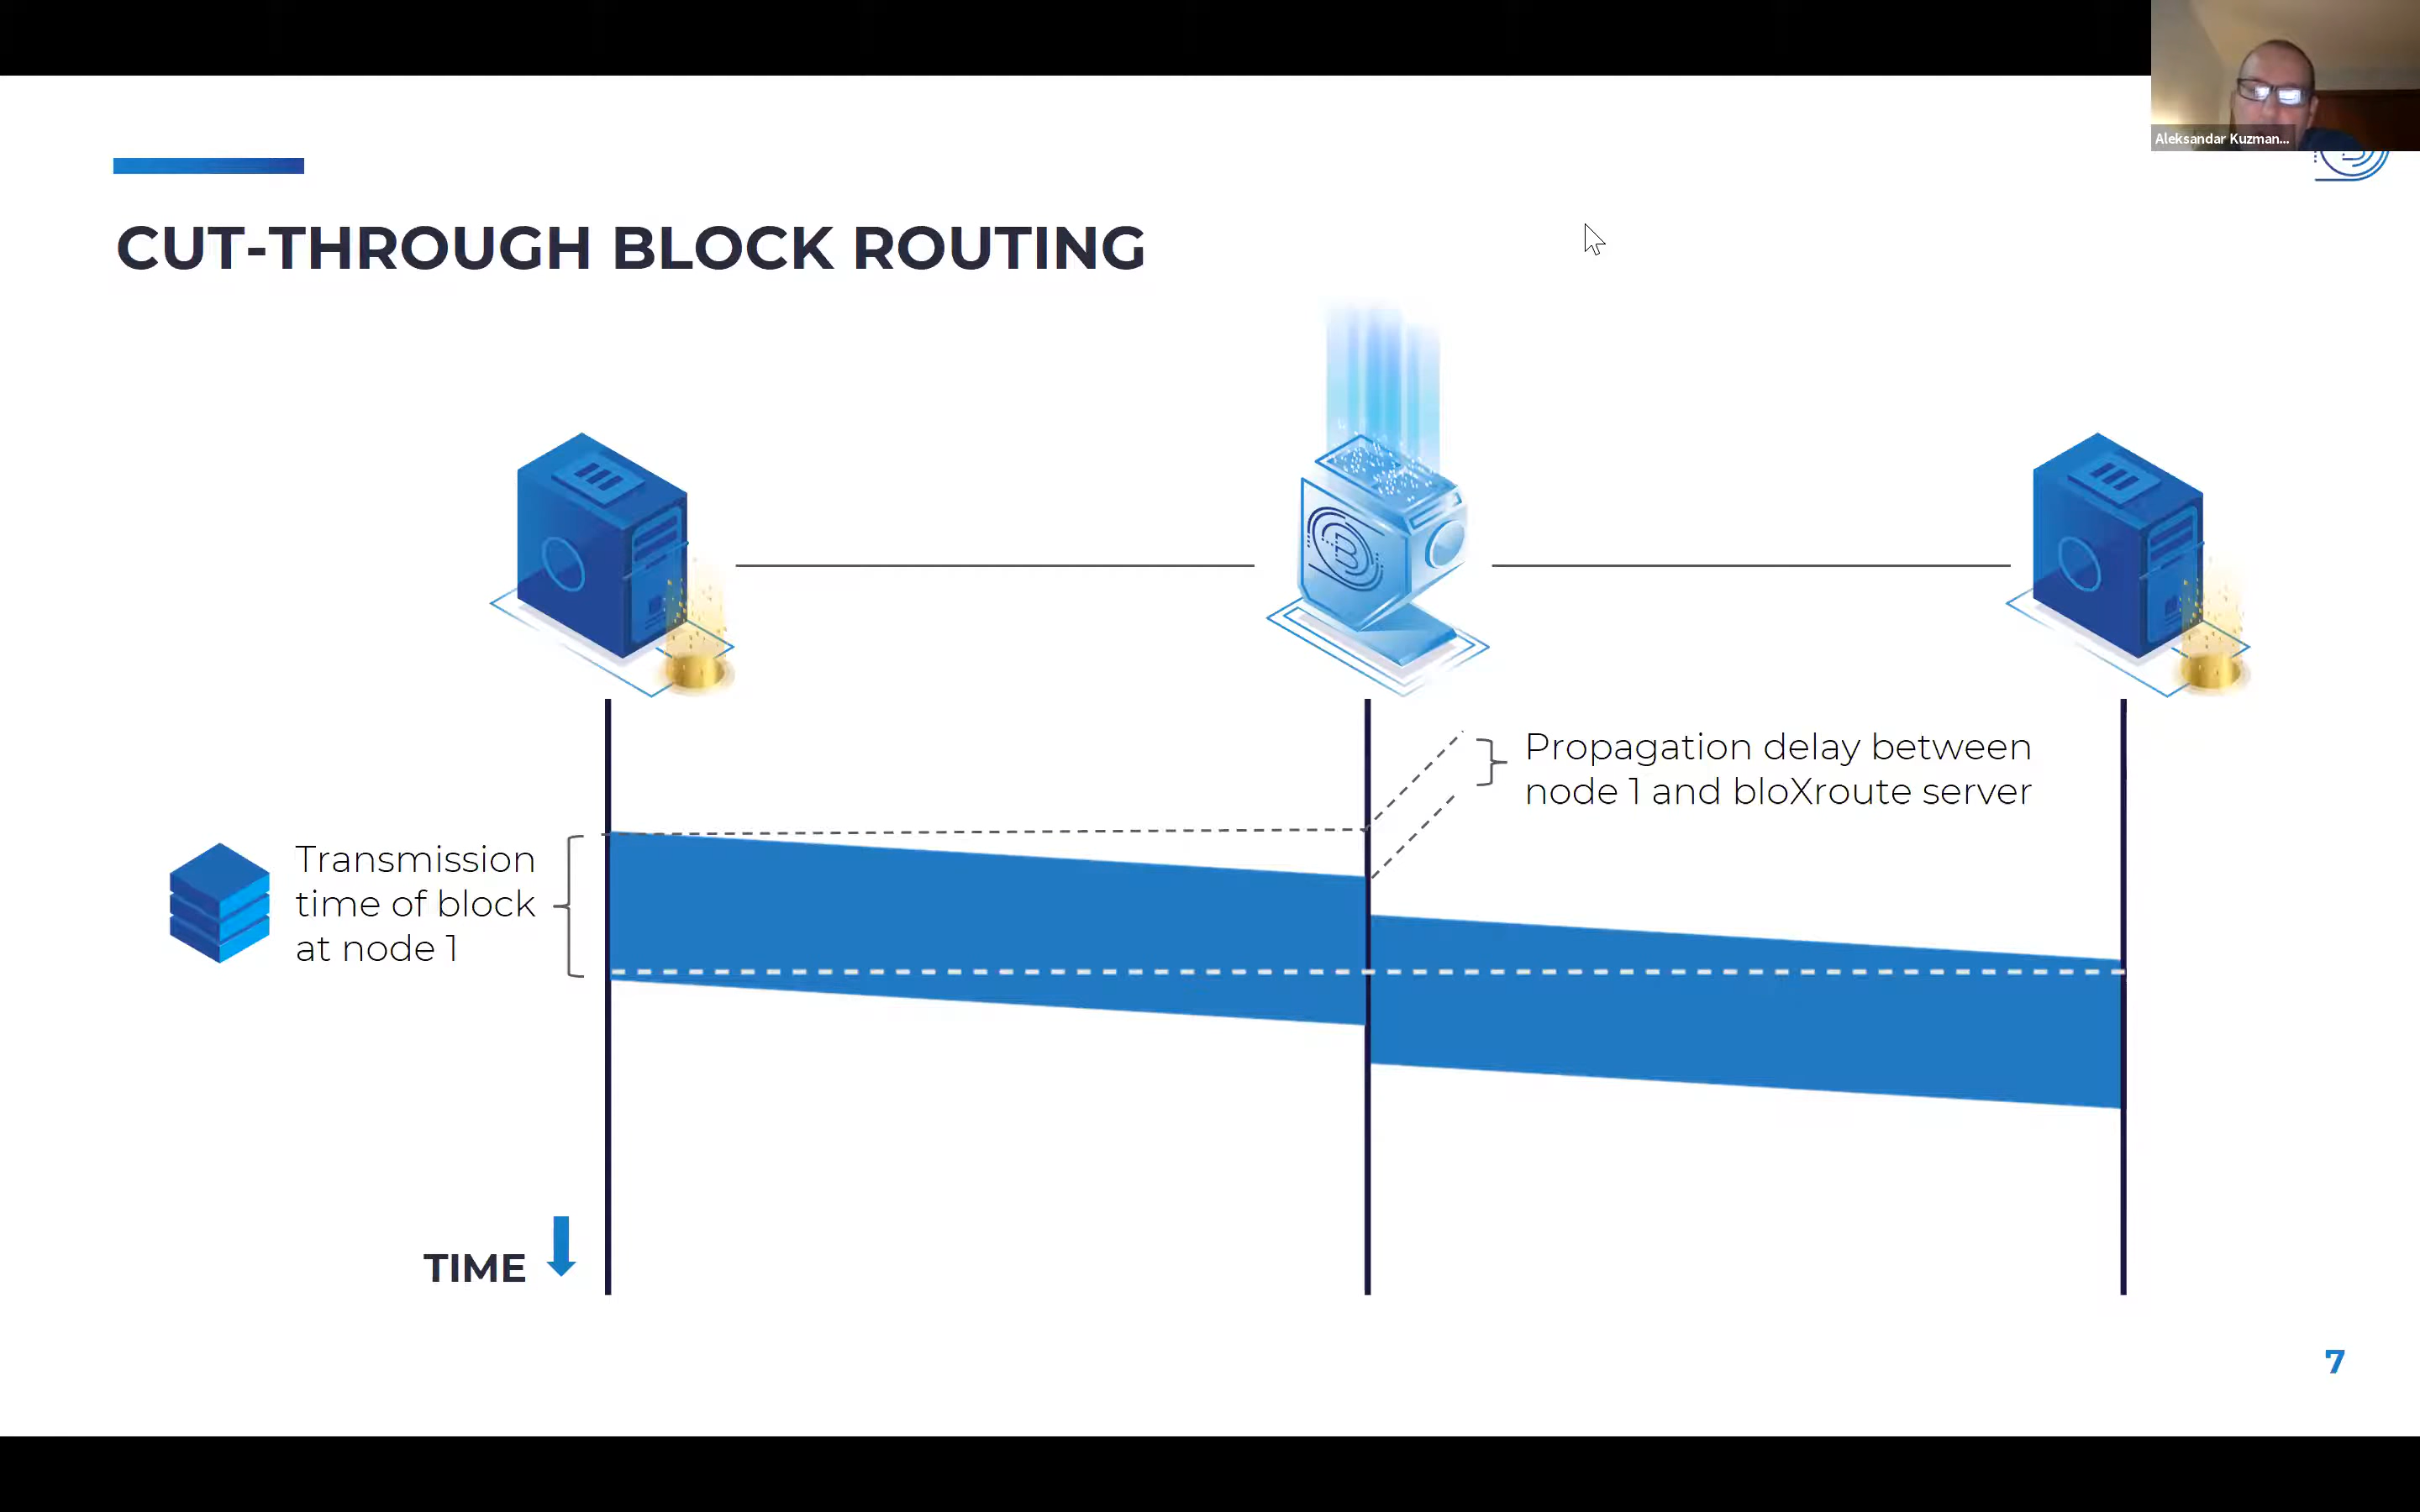 Aleksandar Kuzman...
CUT-THROUGH BLOCK ROUTING
B
Propagation delay between
node 1 and bloXroute server
Transmission
time of block
at node 1
TIME
7